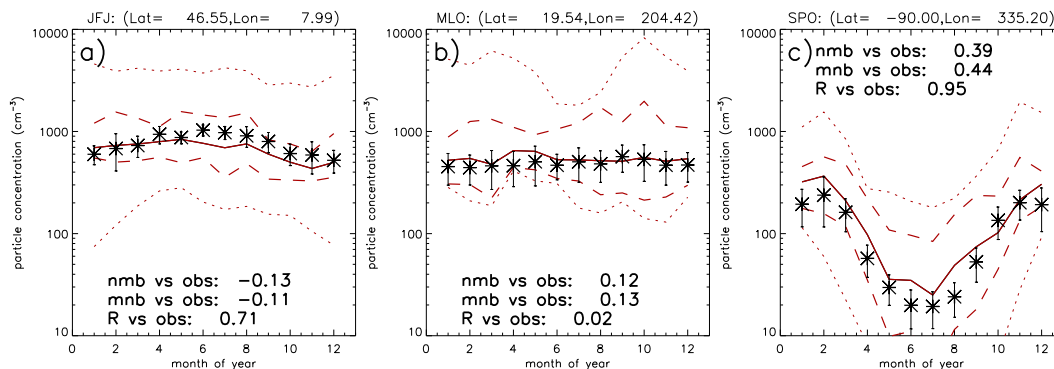 JFJ: (Lat= 46.55,Lon= 7.99)
a)
particle concentration (cm−3)
10000
1000
100
10
nmb vs obs: −0.13
mnb vs obs: −0.11
R vs obs: 0.71
0 2 4 6 8 10 12
month of year
MLO: (Lat= 19.54,Lon= 204.42)
b)
particle concentration (cm−3)
10000
1000
100
10
nmb vs obs: 0.12
mnb vs obs: 0.13
R vs obs: 0.02
0 2 4 6 8 10 12
month of year
SPO: (Lat= −90.00,Lon= 335.20)
c)
particle concentration (cm−3)
10000
1000
100
10
nmb vs obs: 0.39
mnb vs obs: 0.44
R vs obs: 0.95
0 2 4 6 8 10 12
month of year